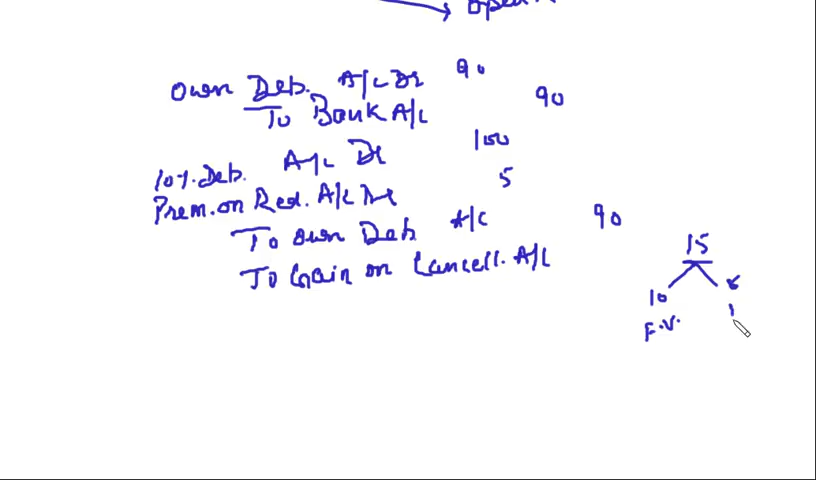 Own Deb. A/c Dr 90
To Bank A/c 90
10%. Deb. A/c Dr 100
Prem. on Red. A/c Dr 5
To own Deb A/c 90
To Gain on Cancell. A/c
15
10 5
F.V.